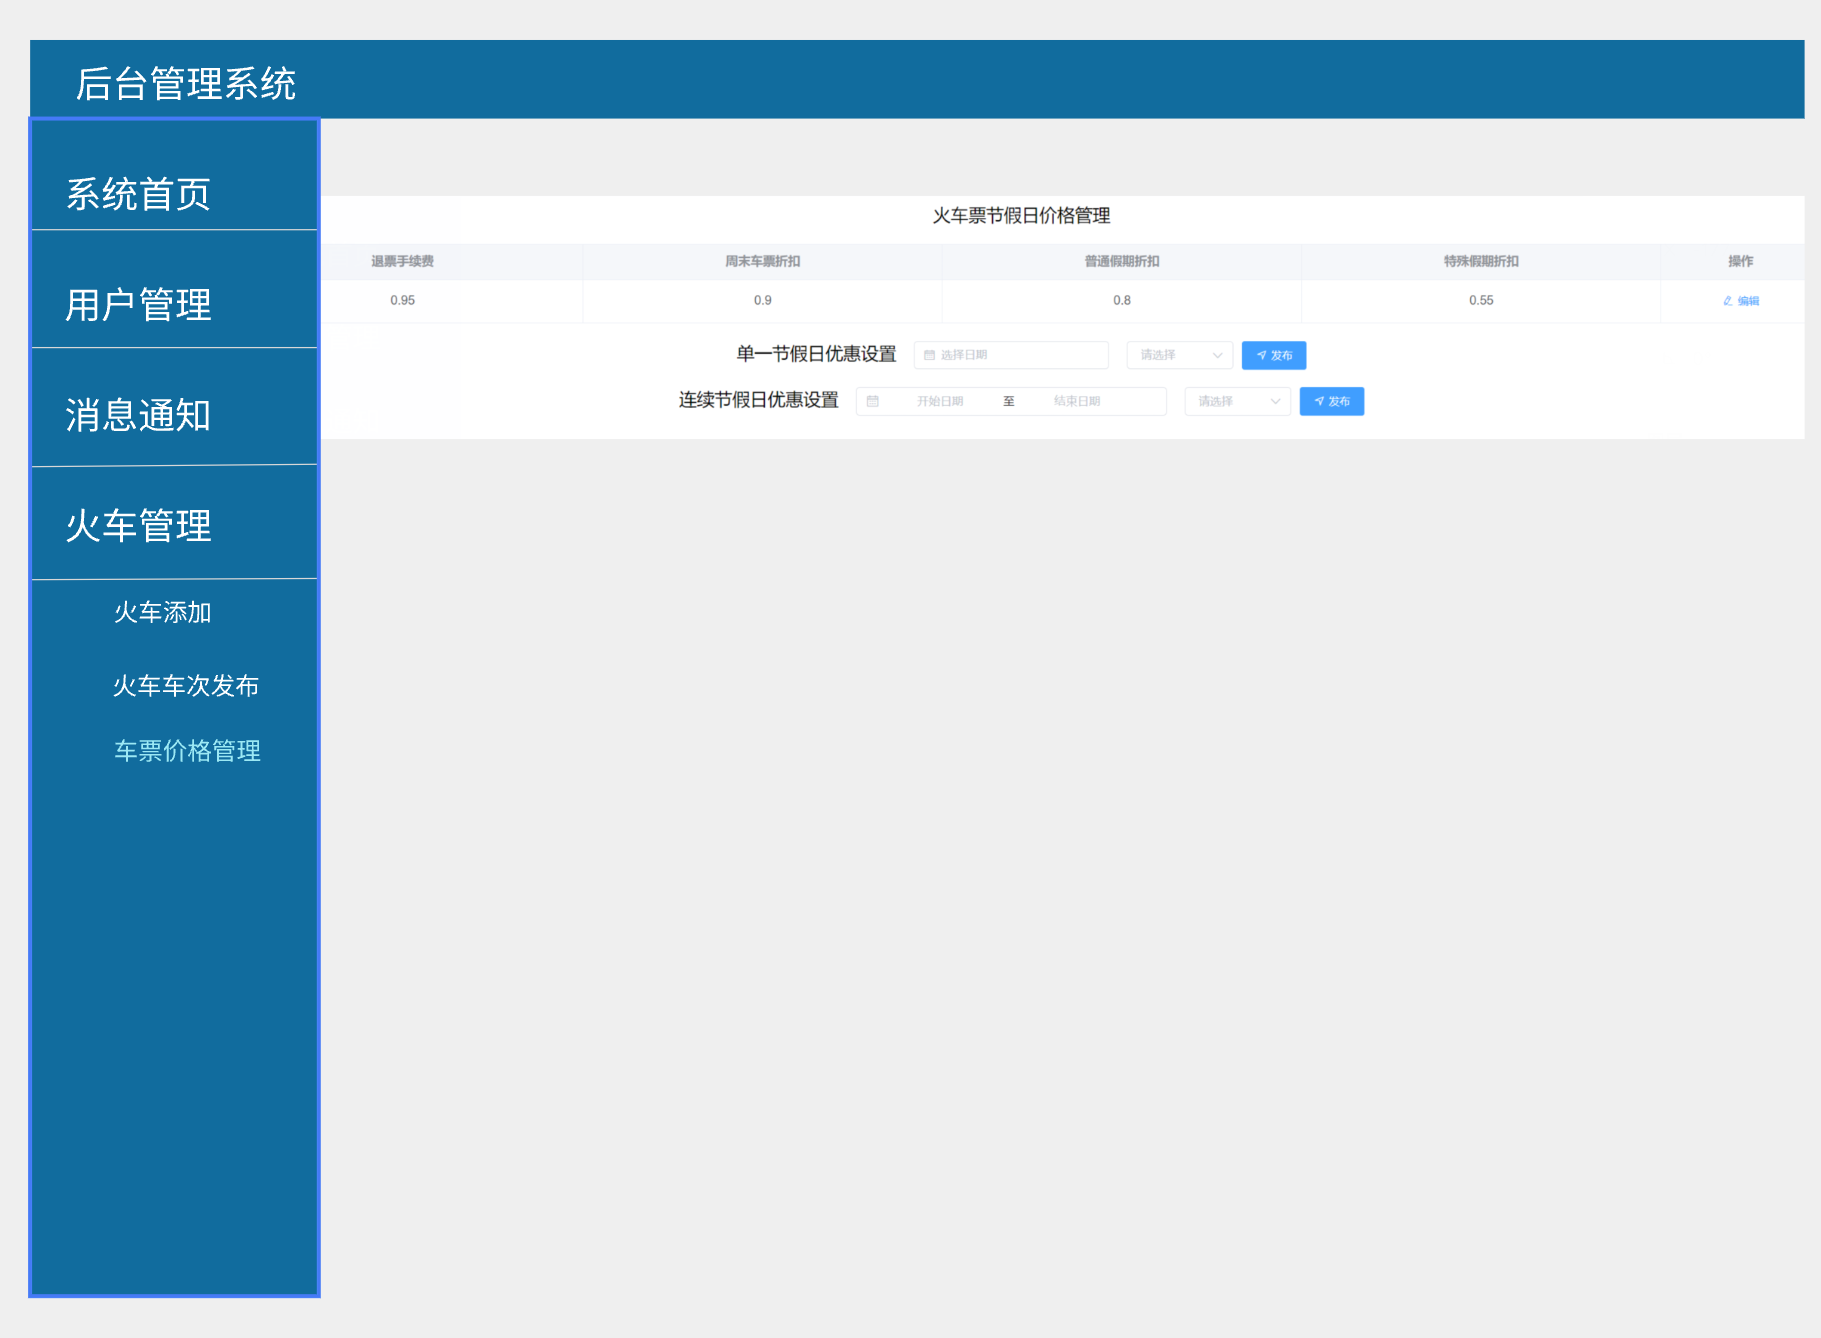 后台管理系统
系统首页
用户管理
消息通知
火车管理
火车添加
火车车次发布
车票价格管理
火车票节假日价格管理
退票手续费 周末车票折扣 普通假期折扣 特殊假期折扣 操作
0.95 0.9 0.8 0.55 编辑
单一节假日优惠设置 选择日期 请选择 发布
连续节假日优惠设置 开始日期 至 结束日期 请选择 发布